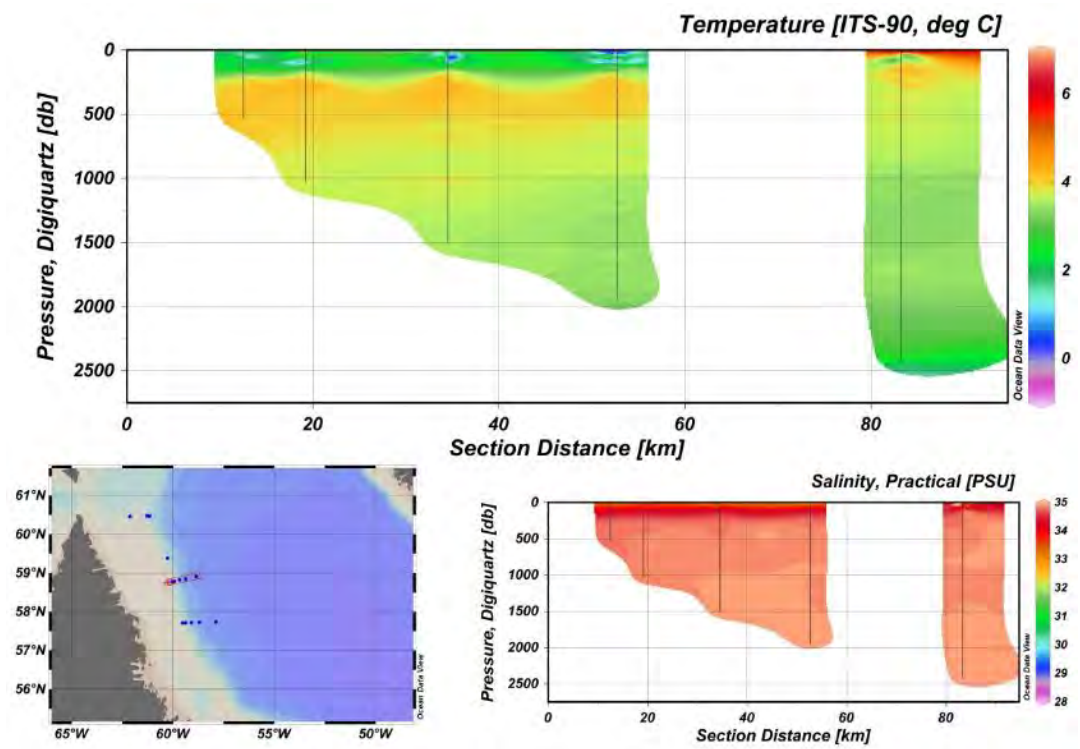 Temperature [ITS-90, deg C]
Pressure, Digiquartz [db]
0
500
1000
1500
2000
2500
0
20
40
60
80
Section Distance [km]
6
4
2
0
Ocean Data View
61°N
60°N
59°N
58°N
57°N
56°N
65°W
60°W
55°W
50°W
Ocean Data View
Salinity, Practical [PSU]
Pressure, Digiquartz [db]
0
500
1000
1500
2000
2500
0
20
40
60
80
Section Distance [km]
35
34
33
32
31
30
29
28
Ocean Data View